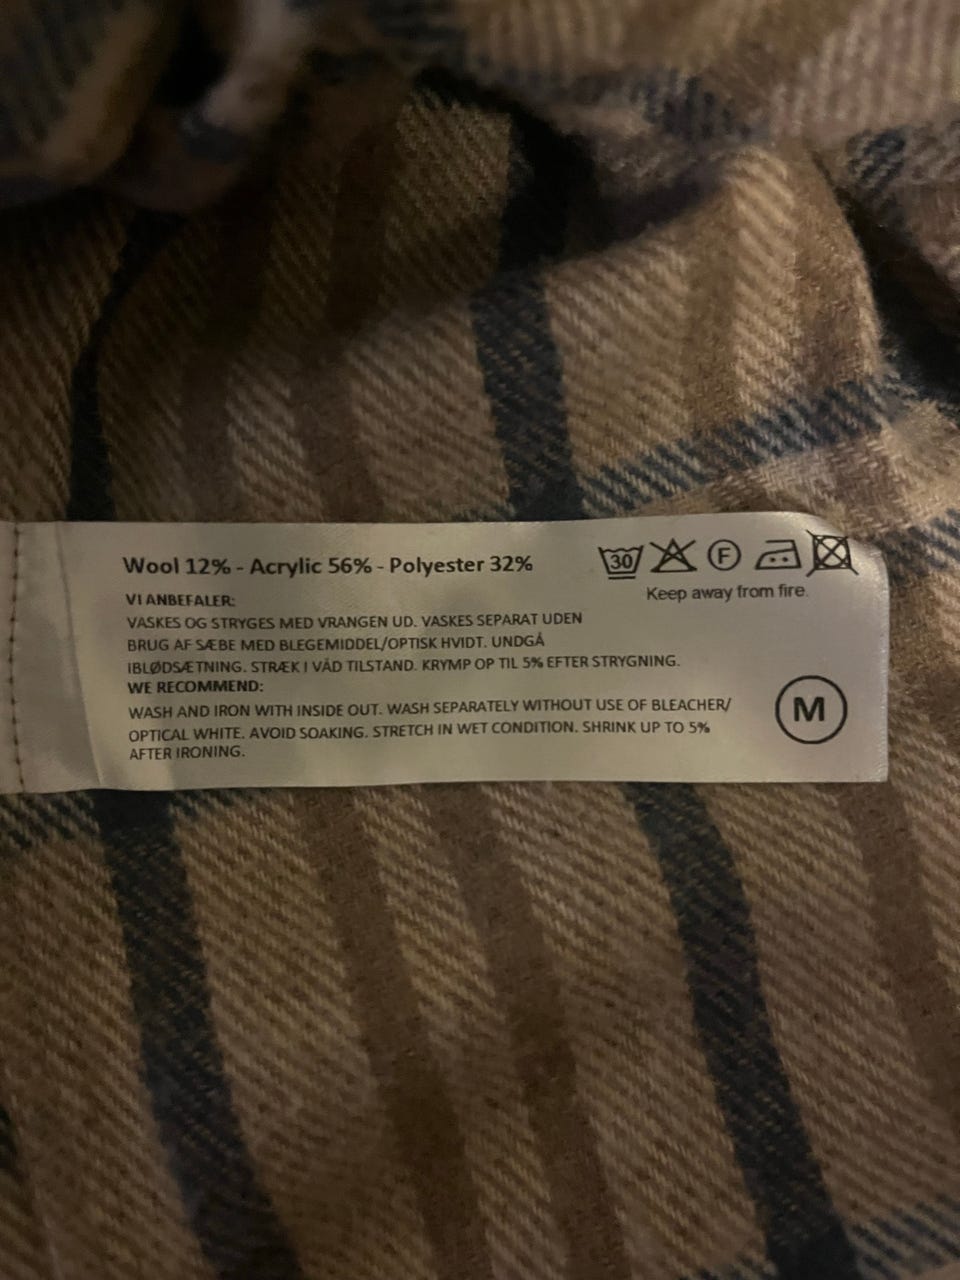 Wool 12% - Acrylic 56% - Polyester 32%
30 F
Keep away from fire.
VI ANBEFALER:
VASKES OG STRYGES MED VRANGEN UD. VASKES SEPARAT UDEN
BRUG AF SÆBE MED BLEGEMIDDEL/OPTISK HVIDT. UNDGÅ
IBLØDSÆTNING. STRÆK I VÅD TILSTAND. KRYMP OP TIL 5% EFTER STRYGNING.
WE RECOMMEND:
WASH AND IRON WITH INSIDE OUT. WASH SEPARATELY WITHOUT USE OF BLEACHER/
OPTICAL WHITE. AVOID SOAKING. STRETCH IN WET CONDITION. SHRINK UP TO 5%
AFTER IRONING.
M